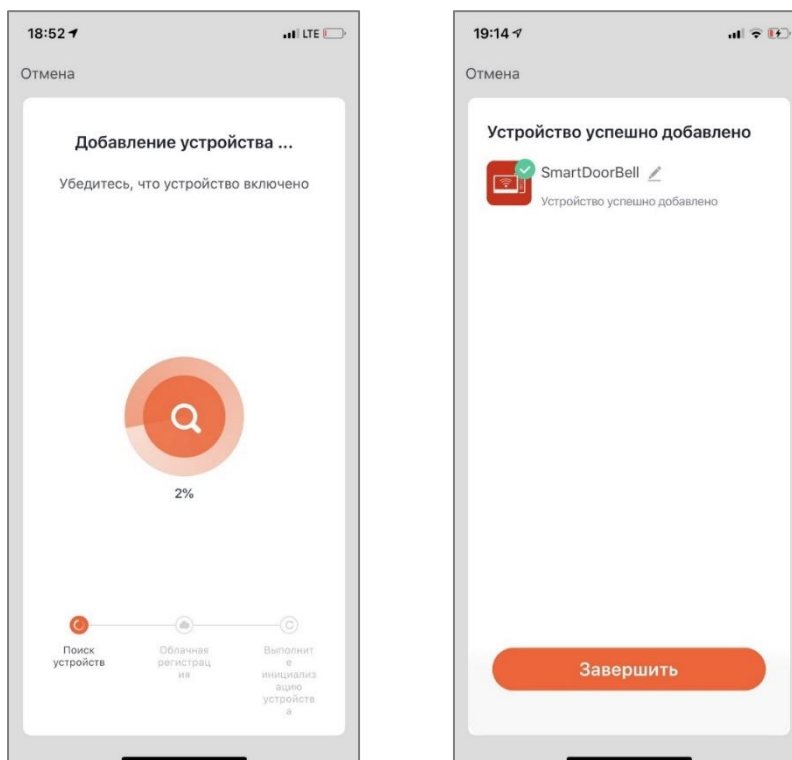 18:52
LTE
Отмена
Добавление устройства ...
Убедитесь, что устройство включено
2%
Поиск
устройств
Облачная
регистрац
ия
Выполнит
е
инициализ
ацию
устройств
а
19:14
Отмена
Устройство успешно добавлено
SmartDoorBell
Устройство успешно добавлено
Завершить